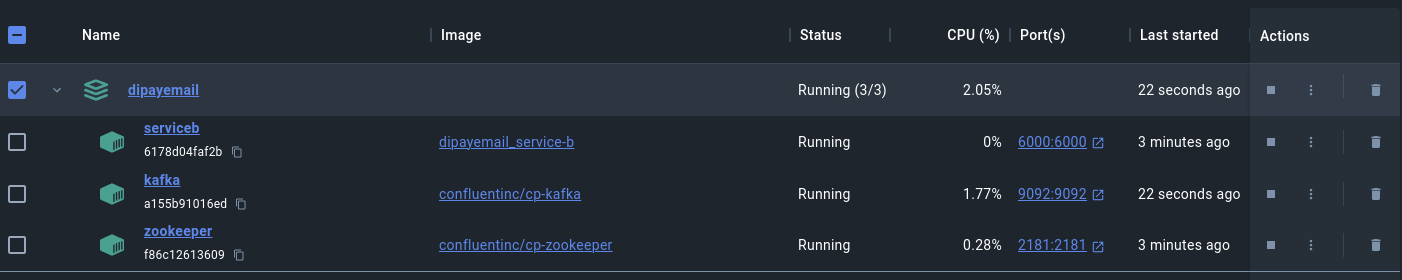 Name Image Status CPU (%) Port(s) Last started Actions
dipayemail Running (3/3) 2.05% 22 seconds ago
serviceb
6178d04faf2b dipayemail_service-b Running 0% 6000:6000 3 minutes ago
kafka
a155b91016ed confluentinc/cp-kafka Running 1.77% 9092:9092 22 seconds ago
zookeeper
f86c12613609 confluentinc/cp-zookeeper Running 0.28% 2181:2181 3 minutes ago